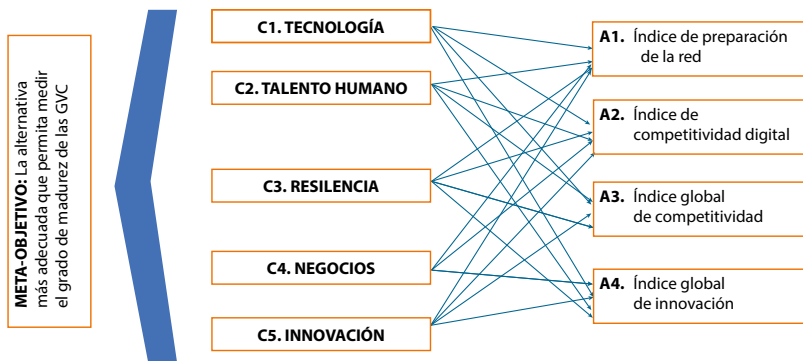 META-OBJETIVO: La alternativa
más adecuada que permita medir
el grado de madurez de las GVC
C1. TECNOLOGÍA
C2. TALENTO HUMANO
C3. RESILENCIA
C4. NEGOCIOS
C5. INNOVACIÓN
A1. Índice de preparación
de la red
A2. Índice de
competitividad digital
A3. Índice global
de competitividad
A4. Índice global
de innovación